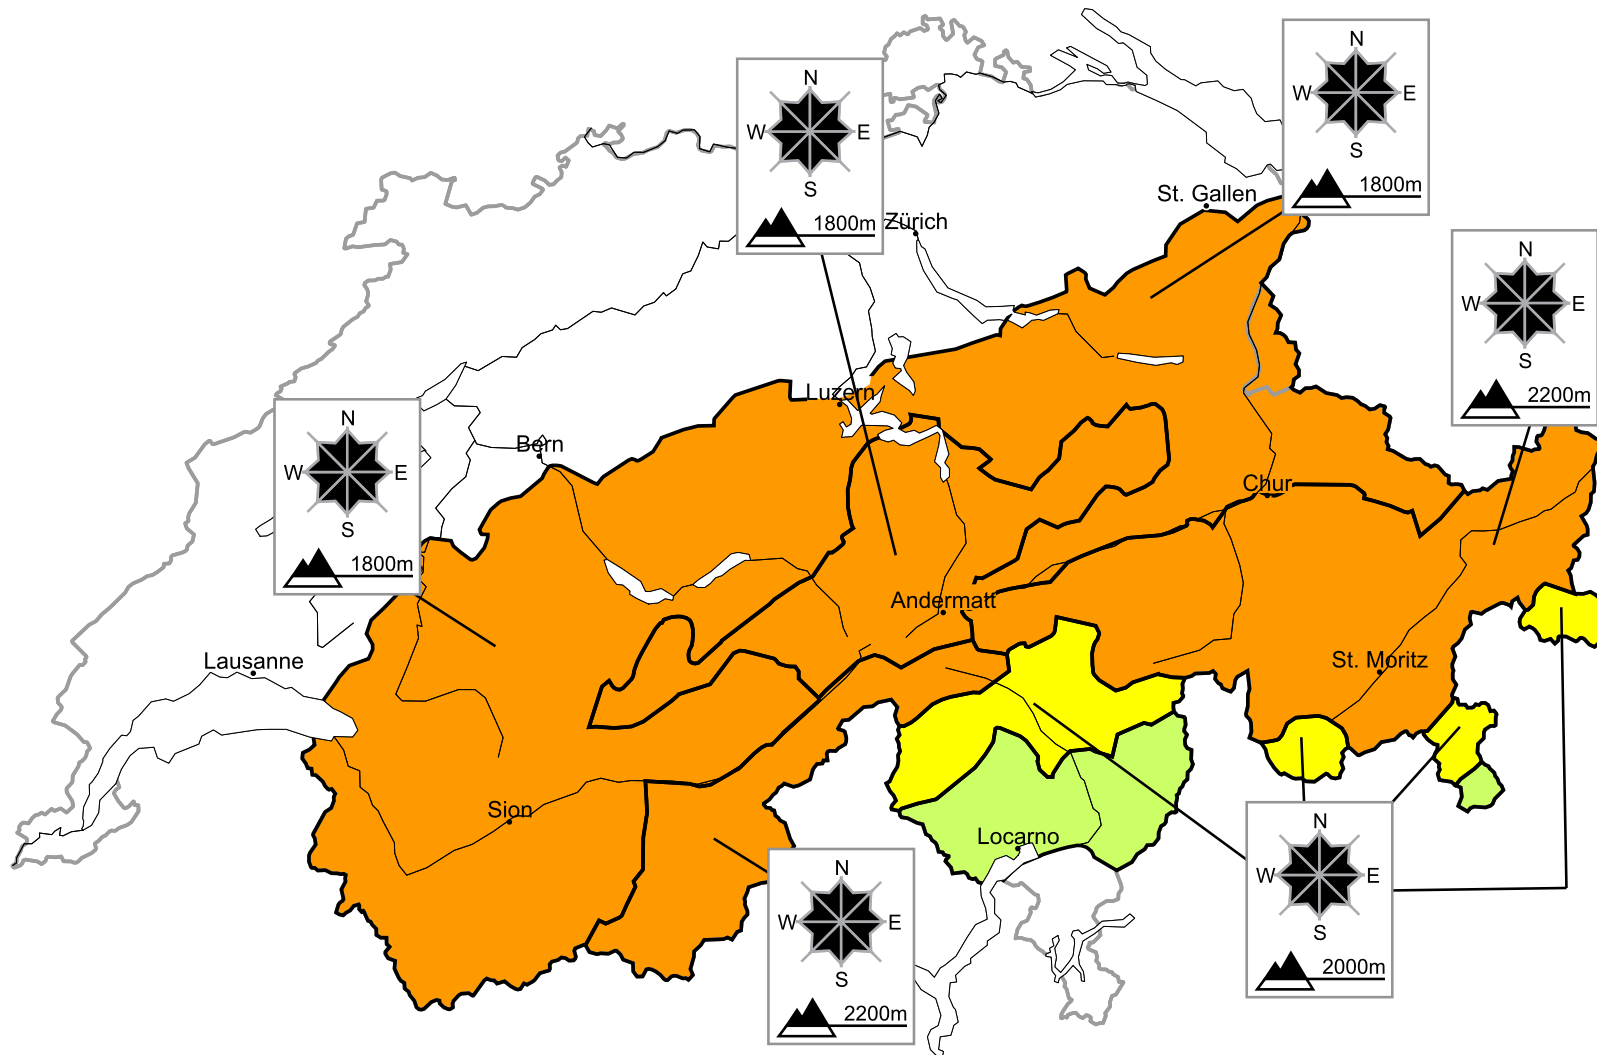 N
W E
S
1800m
N
W E
S
1800m
St. Gallen
Zürich
N
W E
S
2200m
Luzern
N
W E
S
1800m
Bern
Chur
Andermatt
Lausanne
St. Moritz
Sion
Locarno
N
W E
S
2000m
N
W E
S
2200m